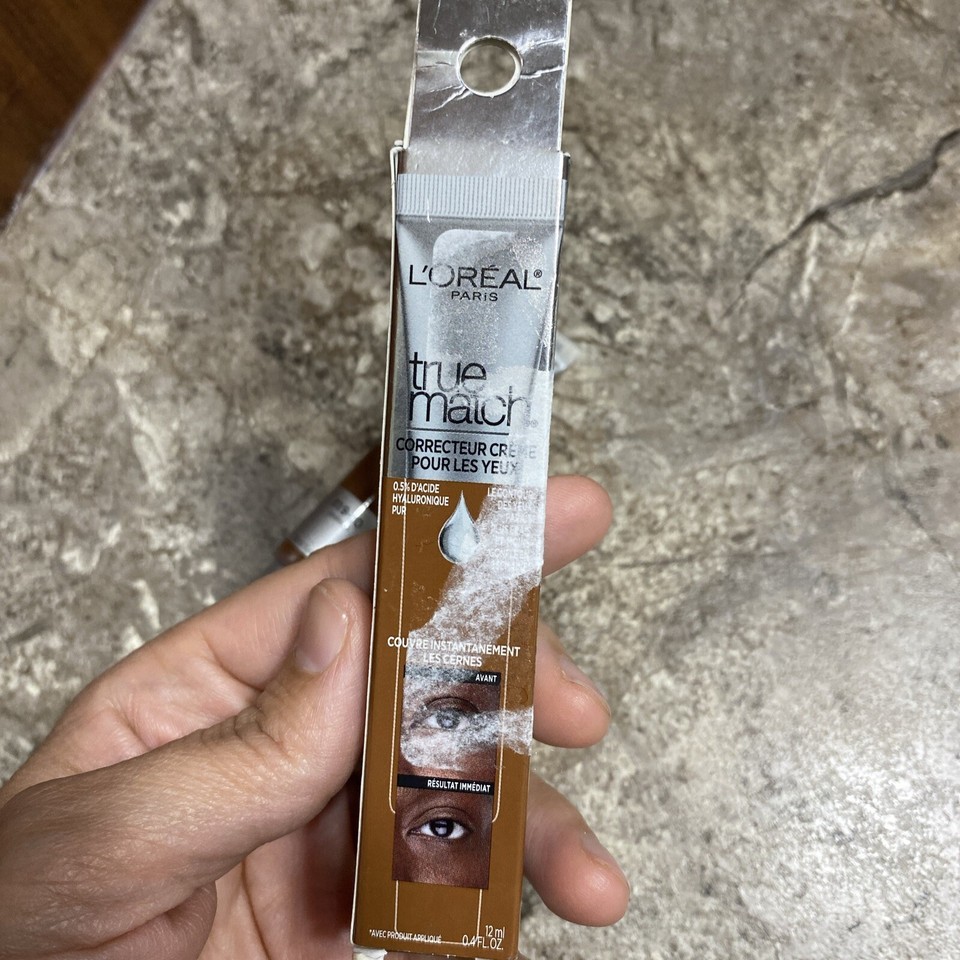 L'ORÉAL®
PARIS
true
match
CORRECTEUR CRÈME
POUR LES YEUX
0.5% D'ACIDE
HYALURONIQUE
PUR
COUVRE INSTANTANÉMENT
LES CERNES
AVANT
RÉSULTAT IMMÉDIAT
*AVEC PRODUIT APPLIQUÉ
12 ml
0.4 FL. OZ.